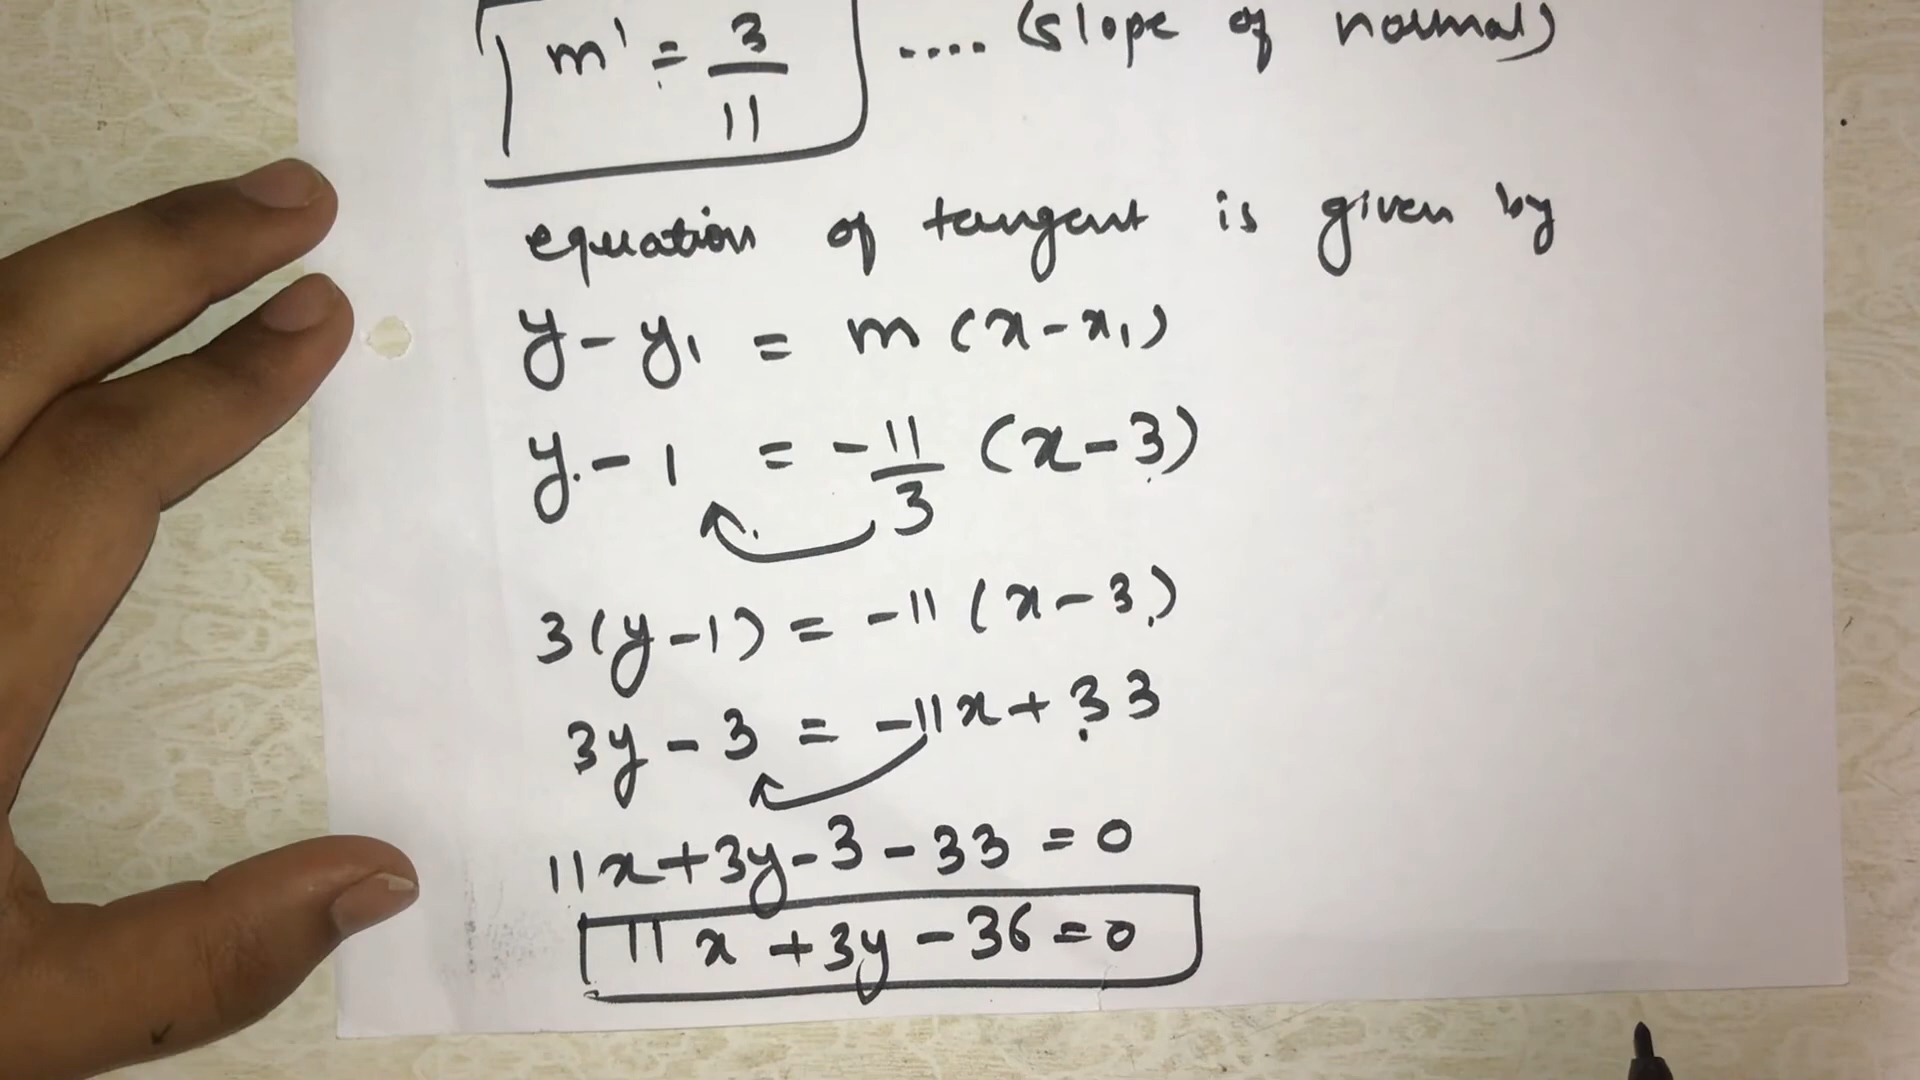 m' = 3/11 .... (slope of normal)
equation of tangent is given by
y - y₁ = m (x - x₁)
y - 1 = -11/3 (x - 3)
3(y - 1) = -11 (x - 3)
3y - 3 = -11x + 33
11x + 3y - 3 - 33 = 0
11x + 3y - 36 = 0